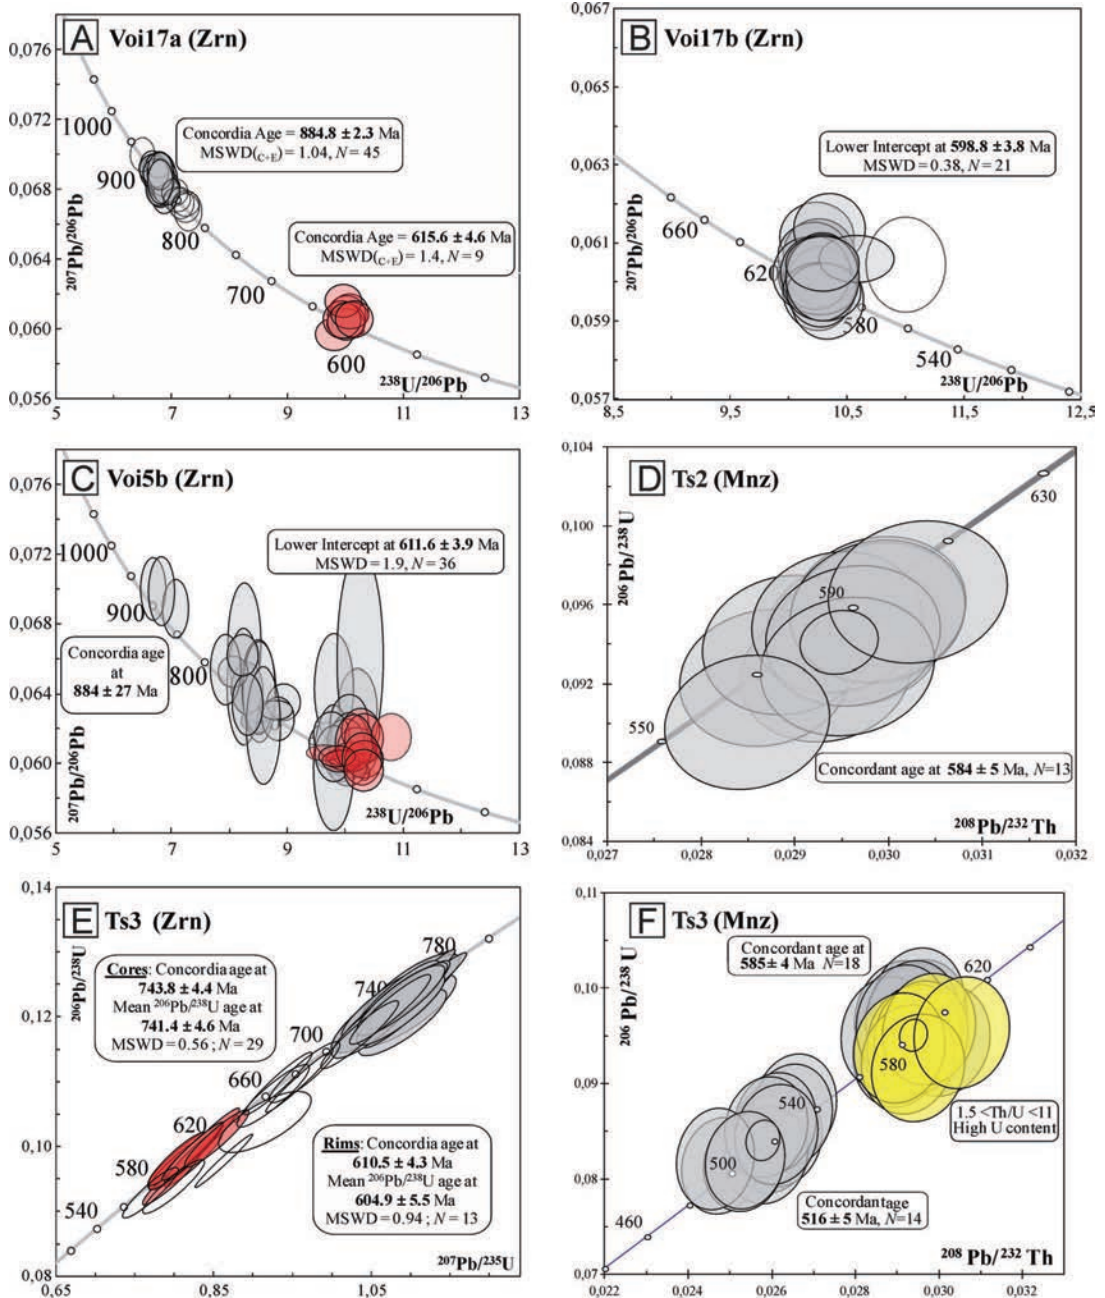 A Voi17a (Zrn)
0,076
0,072
0,068
0,064
0,060
0,056
207Pb/206Pb
1000
900
800
700
600
Concordia Age = 884.8 ± 2.3 Ma
MSWD(C+E) = 1.04, N = 45
Concordia Age = 615.6 ± 4.6 Ma
MSWD(C+E) = 1.4, N = 9
238U/206Pb
5 7 9 11 13
B Voi17b (Zrn)
0,067
0,065
0,063
0,061
0,059
0,057
207Pb/206Pb
660
620
580
540
Lower Intercept at 598.8 ± 3.8 Ma
MSWD = 0.38, N = 21
238U/206Pb
8,5 9,5 10,5 11,5 12,5
C Voi5b (Zrn)
0,076
0,072
0,068
0,064
0,060
0,056
207Pb/206Pb
1000
900
800
Lower Intercept at 611.6 ± 3.9 Ma
MSWD = 1.9, N = 36
Concordia age
at
884 ± 27 Ma
238U/206Pb
5 7 9 11 13
D Ts2 (Mnz)
0,104
0,100
0,096
0,092
0,088
0,084
206Pb/238U
630
590
550
Concordant age at 584 ± 5 Ma, N=13
208Pb/232Th
0,027 0,028 0,029 0,030 0,031 0,032
E Ts3 (Zrn)
0,14
0,12
0,10
0,08
206Pb/238U
780
740
700
660
620
580
540
Cores: Concordia age at
743.8 ± 4.4 Ma
Mean 206Pb/238U age at
741.4 ± 4.6 Ma
MSWD = 0.56 ; N = 29
Rims: Concordia age at
610.5 ± 4.3 Ma
Mean 206Pb/238U age at
604.9 ± 5.5 Ma
MSWD = 0.94 ; N = 13
207Pb/235U
0,65 0,85 1,05
F Ts3 (Mnz)
0,11
0,09
0,08
0,07
206Pb/238U
Concordant age at
585± 4 Ma N=18
620
580
540
500
460
1.5 <Th/U <11
High U content
Concordantage
516 ± 5 Ma, N=14
208Pb/232Th
0,022 0,024 0,026 0,028 0,030 0,032